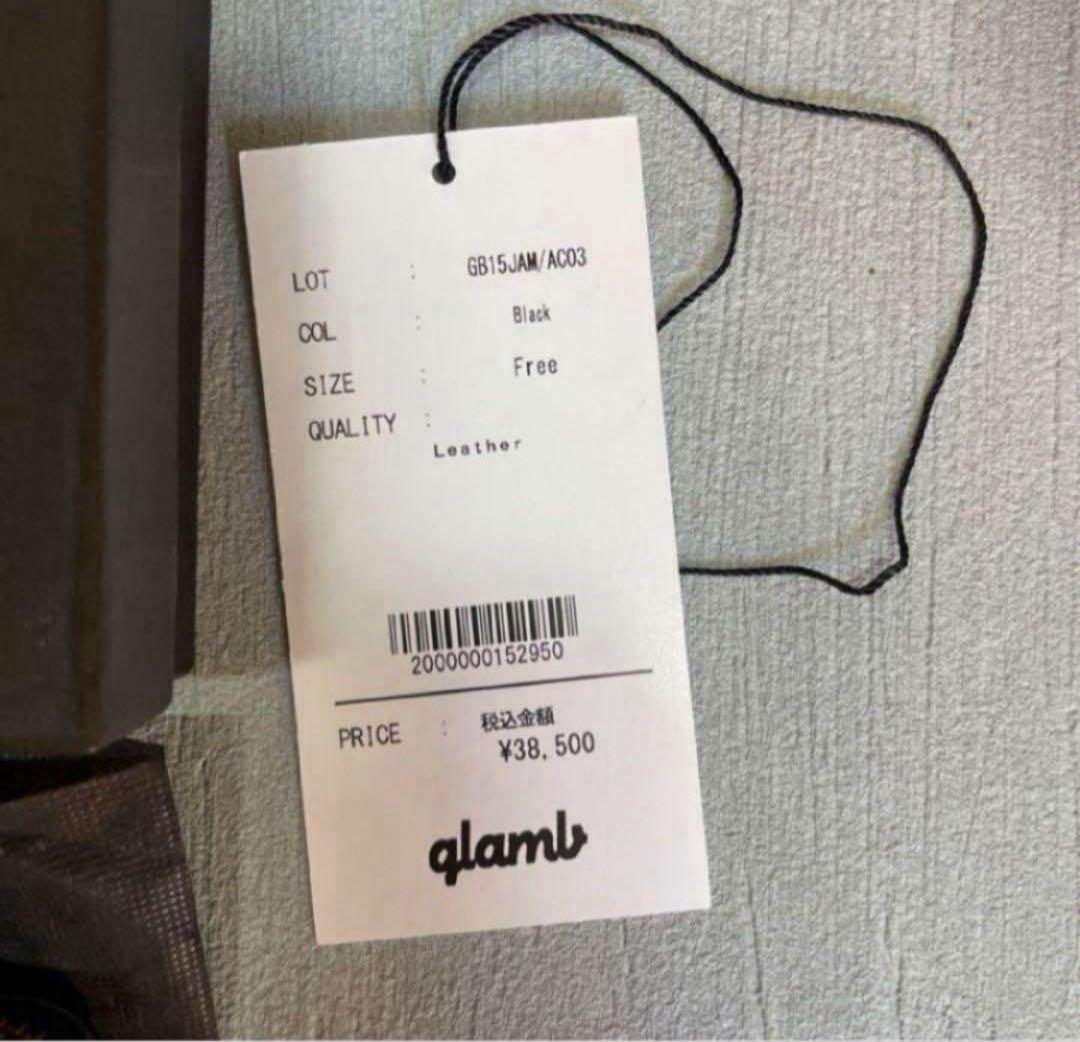 LOT : GB15JAM/AC03
COL : Black
SIZE : Free
QUALITY :
Leather
2000000152950
PRICE : 税込金額
¥38,500
glamb